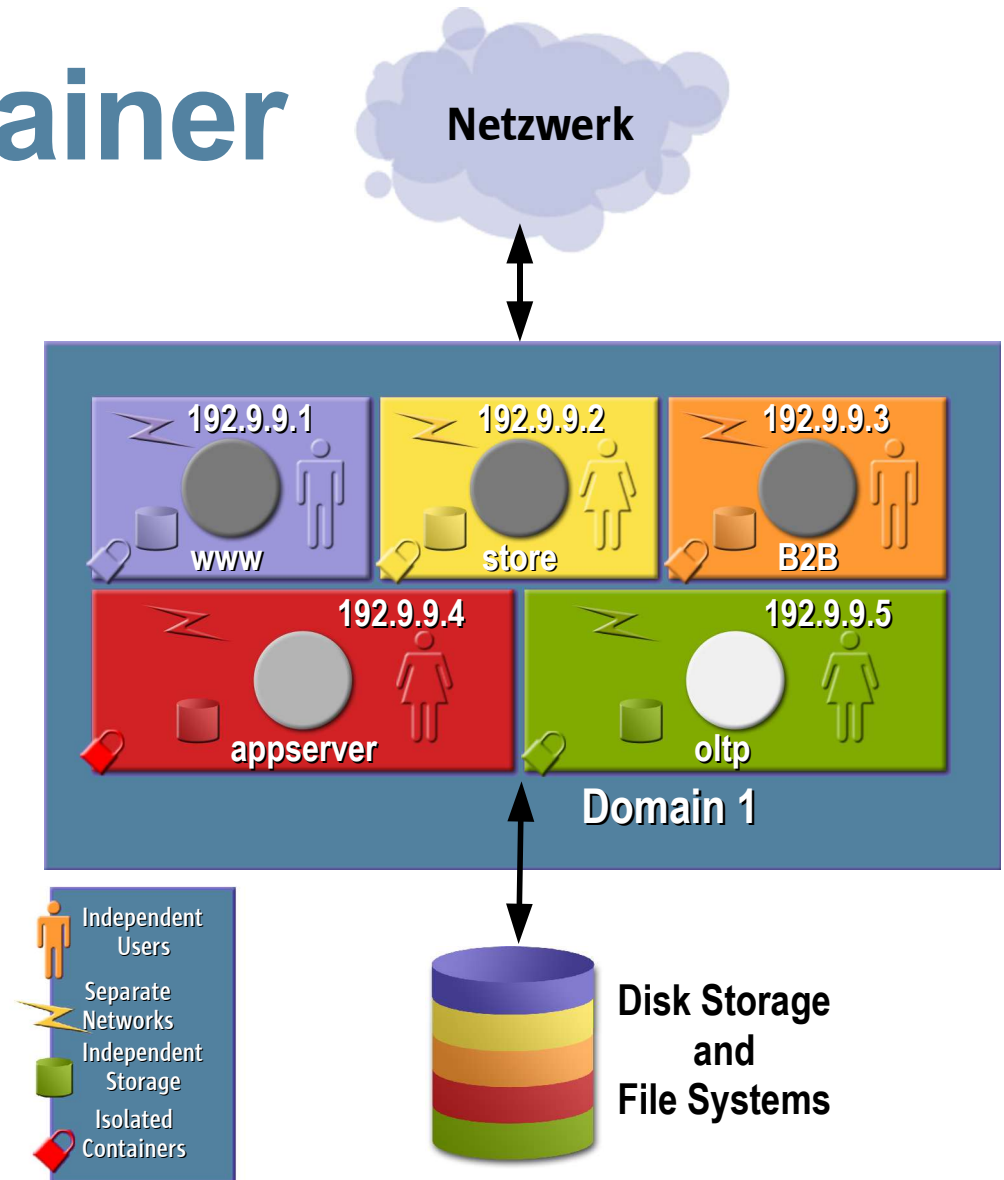 ainer
Netzwerk
192.9.9.1
192.9.9.2
192.9.9.3
www
store
B2B
192.9.9.4
192.9.9.5
appserver
oltp
Domain 1
Independent
Users
Separate
Networks
Independent
Storage
Isolated
Containers
Disk Storage
and
File Systems